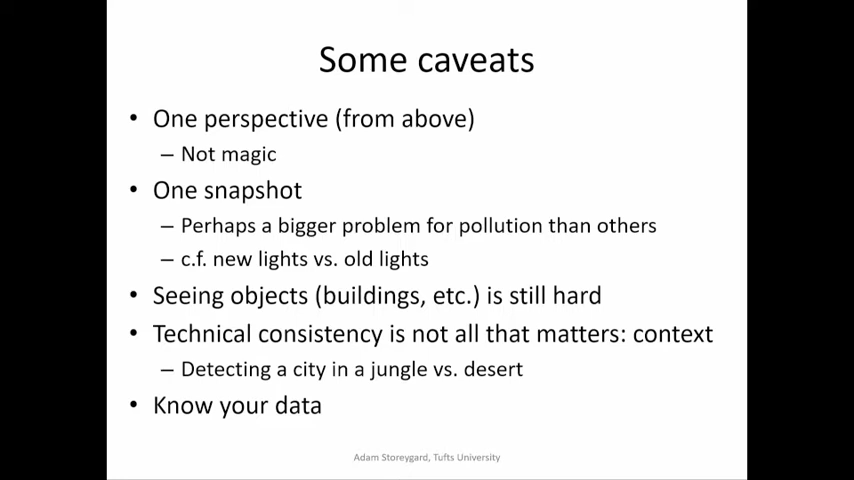 Some caveats
• One perspective (from above)
– Not magic
• One snapshot
– Perhaps a bigger problem for pollution than others
– c.f. new lights vs. old lights
• Seeing objects (buildings, etc.) is still hard
• Technical consistency is not all that matters: context
– Detecting a city in a jungle vs. desert
• Know your data
Adam Storeygard, Tufts University